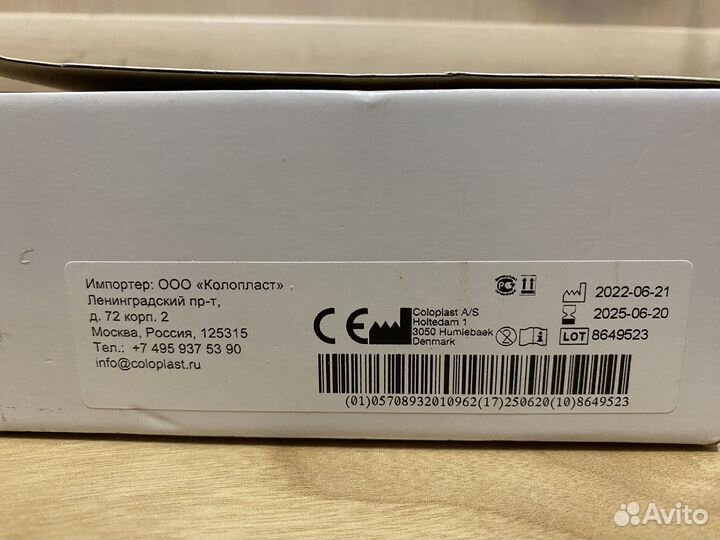 Импортер: ООО «Колопласт»
Ленинградский пр-т,
д. 72 корп. 2
Москва, Россия, 125315
Тел.: +7 495 937 53 90
info@coloplast.ru
CE
Coloplast A/S
Holtedam 1
3050 Humlebaek
Denmark
2022-06-21
2025-06-20
LOT 8649523
(01)05708932010962(17)250620(10)8649523
Avito